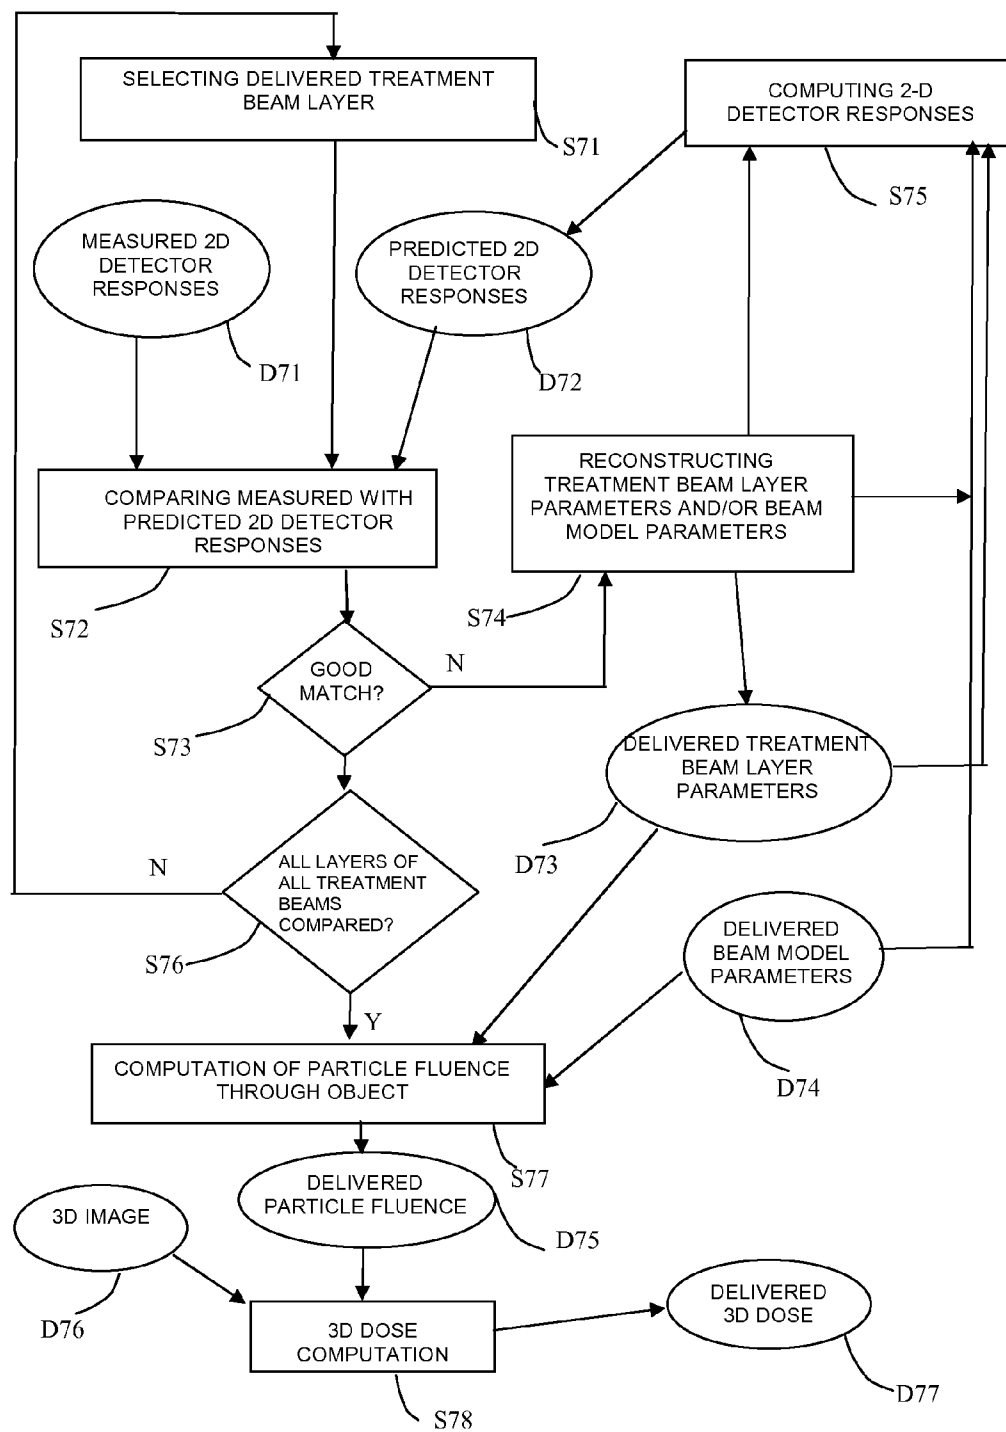 SELECTING DELIVERED TREATMENT
BEAM LAYER
S71
COMPUTING 2-D
DETECTOR RESPONSES
S75
MEASURED 2D
DETECTOR
RESPONSES
D71
PREDICTED 2D
DETECTOR
RESPONSES
D72
COMPARING MEASURED WITH
PREDICTED 2D DETECTOR
RESPONSES
S72
RECONSTRUCTING
TREATMENT BEAM LAYER
PARAMETERS AND/OR BEAM
MODEL PARAMETERS
S74
GOOD
MATCH?
N
S73
DELIVERED TREATMENT
BEAM LAYER
PARAMETERS
D73
ALL LAYERS OF
ALL TREATMENT
BEAMS
COMPARED?
N
S76
Y
DELIVERED
BEAM MODEL
PARAMETERS
D74
COMPUTATION OF PARTICLE FLUENCE
THROUGH OBJECT
S77
DELIVERED
PARTICLE FLUENCE
D75
3D IMAGE
D76
3D DOSE
COMPUTATION
S78
DELIVERED
3D DOSE
D77